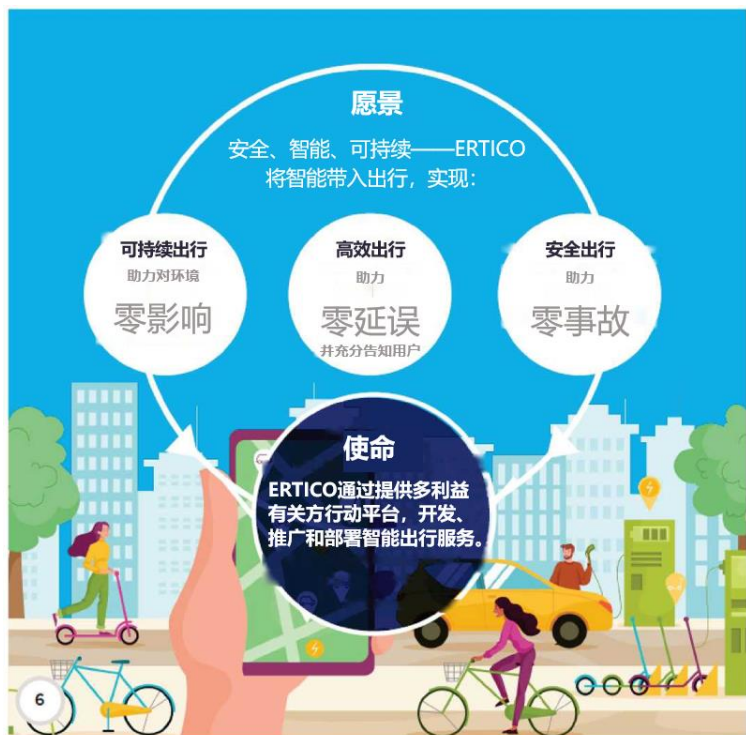 愿景
安全、智能、可持续——ERTICO
将智能带入出行，实现：
可持续出行
助力对环境
零影响
高效出行
助力
零延误
并充分告知用户
安全出行
助力
零事故
使命
ERTICO通过提供多利益
有关方行动平台，开发、
推广和部署智能出行服务。
6